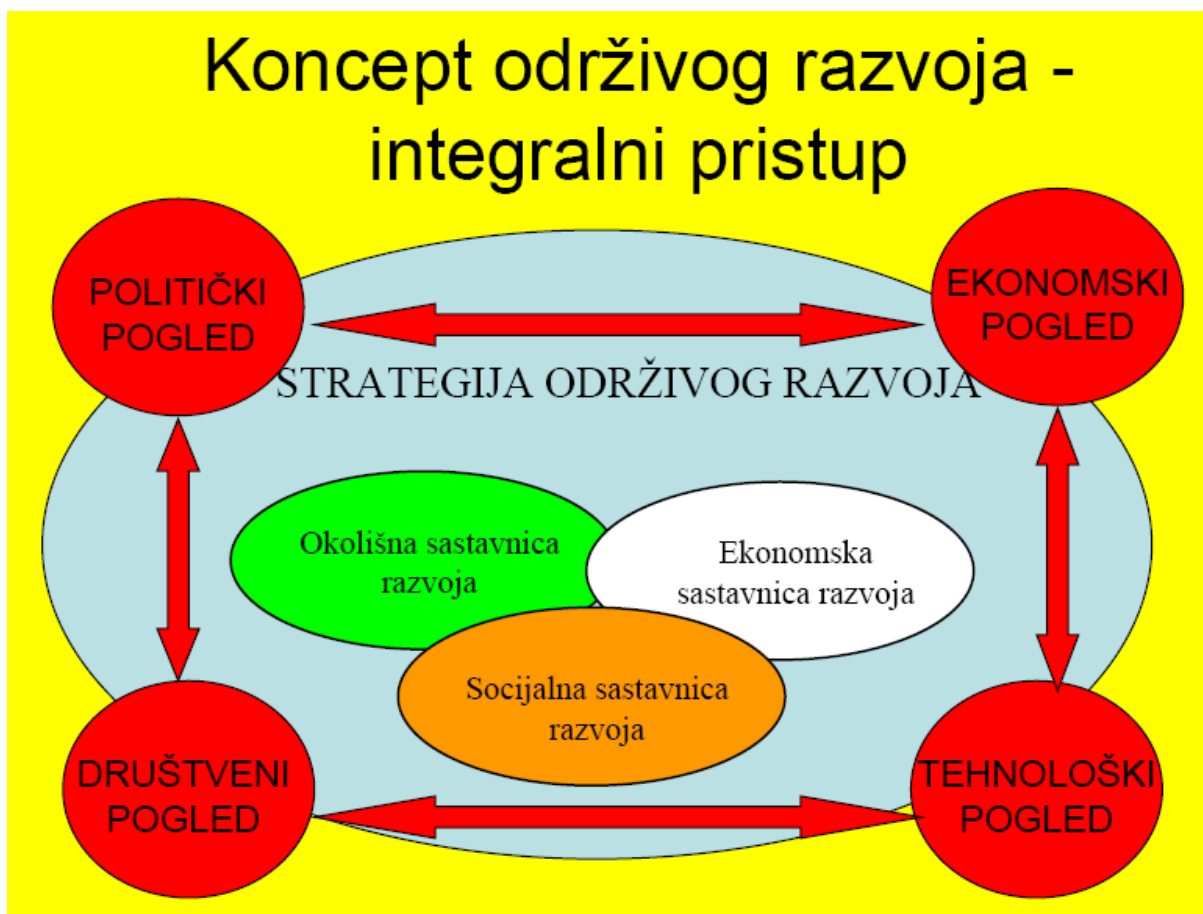 Koncept održivog razvoja -
integralni pristup
POLITIČKI
POGLED
EKONOMSKI
POGLED
STRATEGIJA ODRŽIVOG RAZVOJA
Okolišna sastavnica
razvoja
Ekonomska
sastavnica razvoja
Socijalna sastavnica
razvoja
DRUŠTVENI
POGLED
TEHNOLOŠKI
POGLED